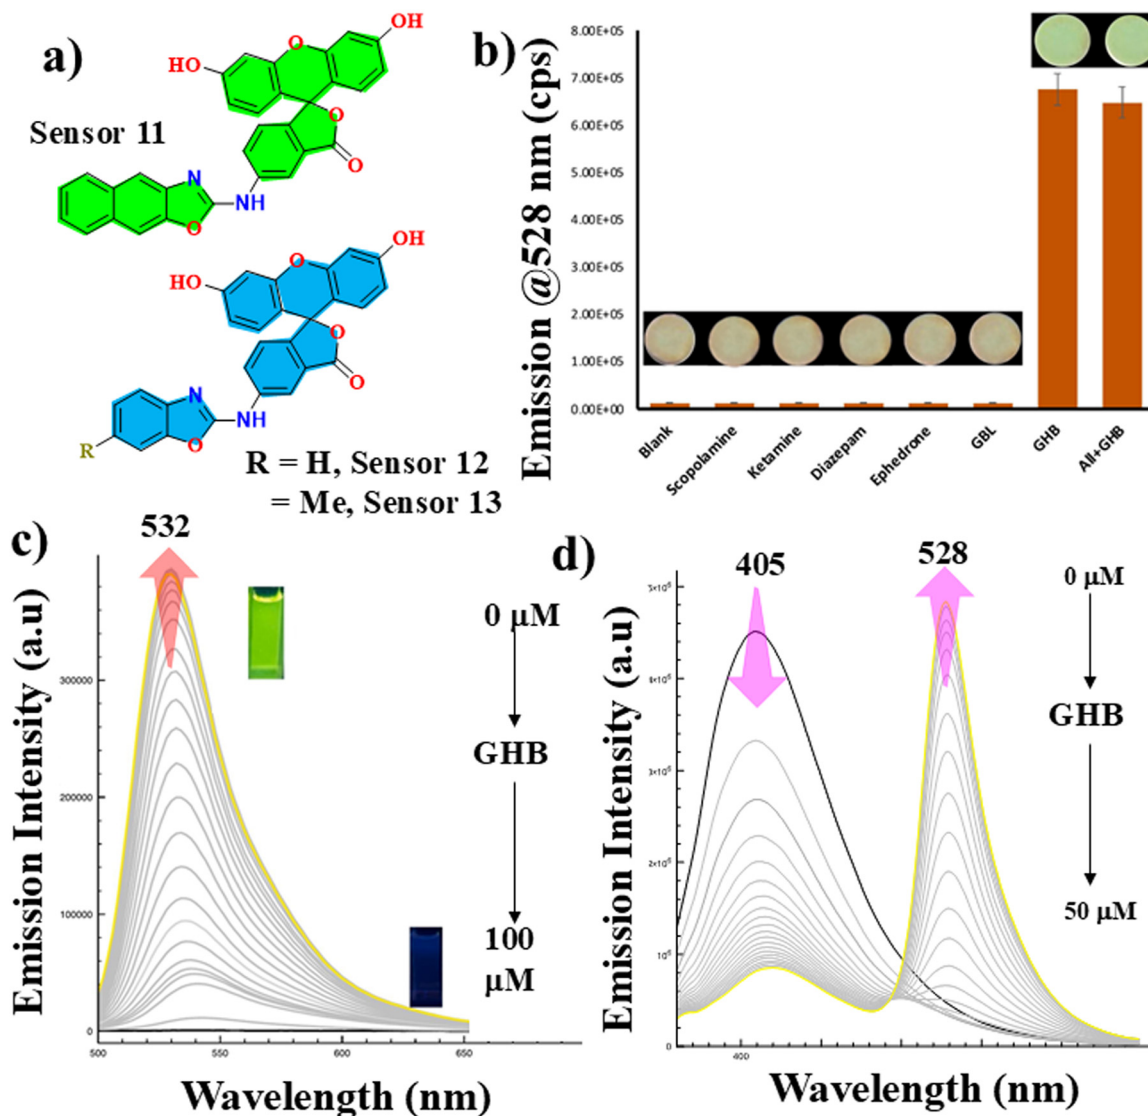 a)
OH
O
HO
Sensor 11
O
O
N
NH
O
OH
O
HO
O
O
N
NH
O
R
R = H, Sensor 12
= Me, Sensor 13
b)
Emission @528 nm (cps)
8.00E+05
7.00E+05
6.00E+05
5.00E+05
4.00E+05
3.00E+05
2.00E+05
1.00E+05
0.00E+00
Blank
Scopolamine
Ketamine
Diazepam
Ephedrone
GBL
GHB
All+GHB
c)
532
Emission Intensity (a.u)
300000
200000
100000
0
500
550
600
650
Wavelength (nm)
0 μM
GHB
100
μM
d)
405
528
Emission Intensity (a.u)
400
Wavelength (nm)
0 μM
GHB
50 μM